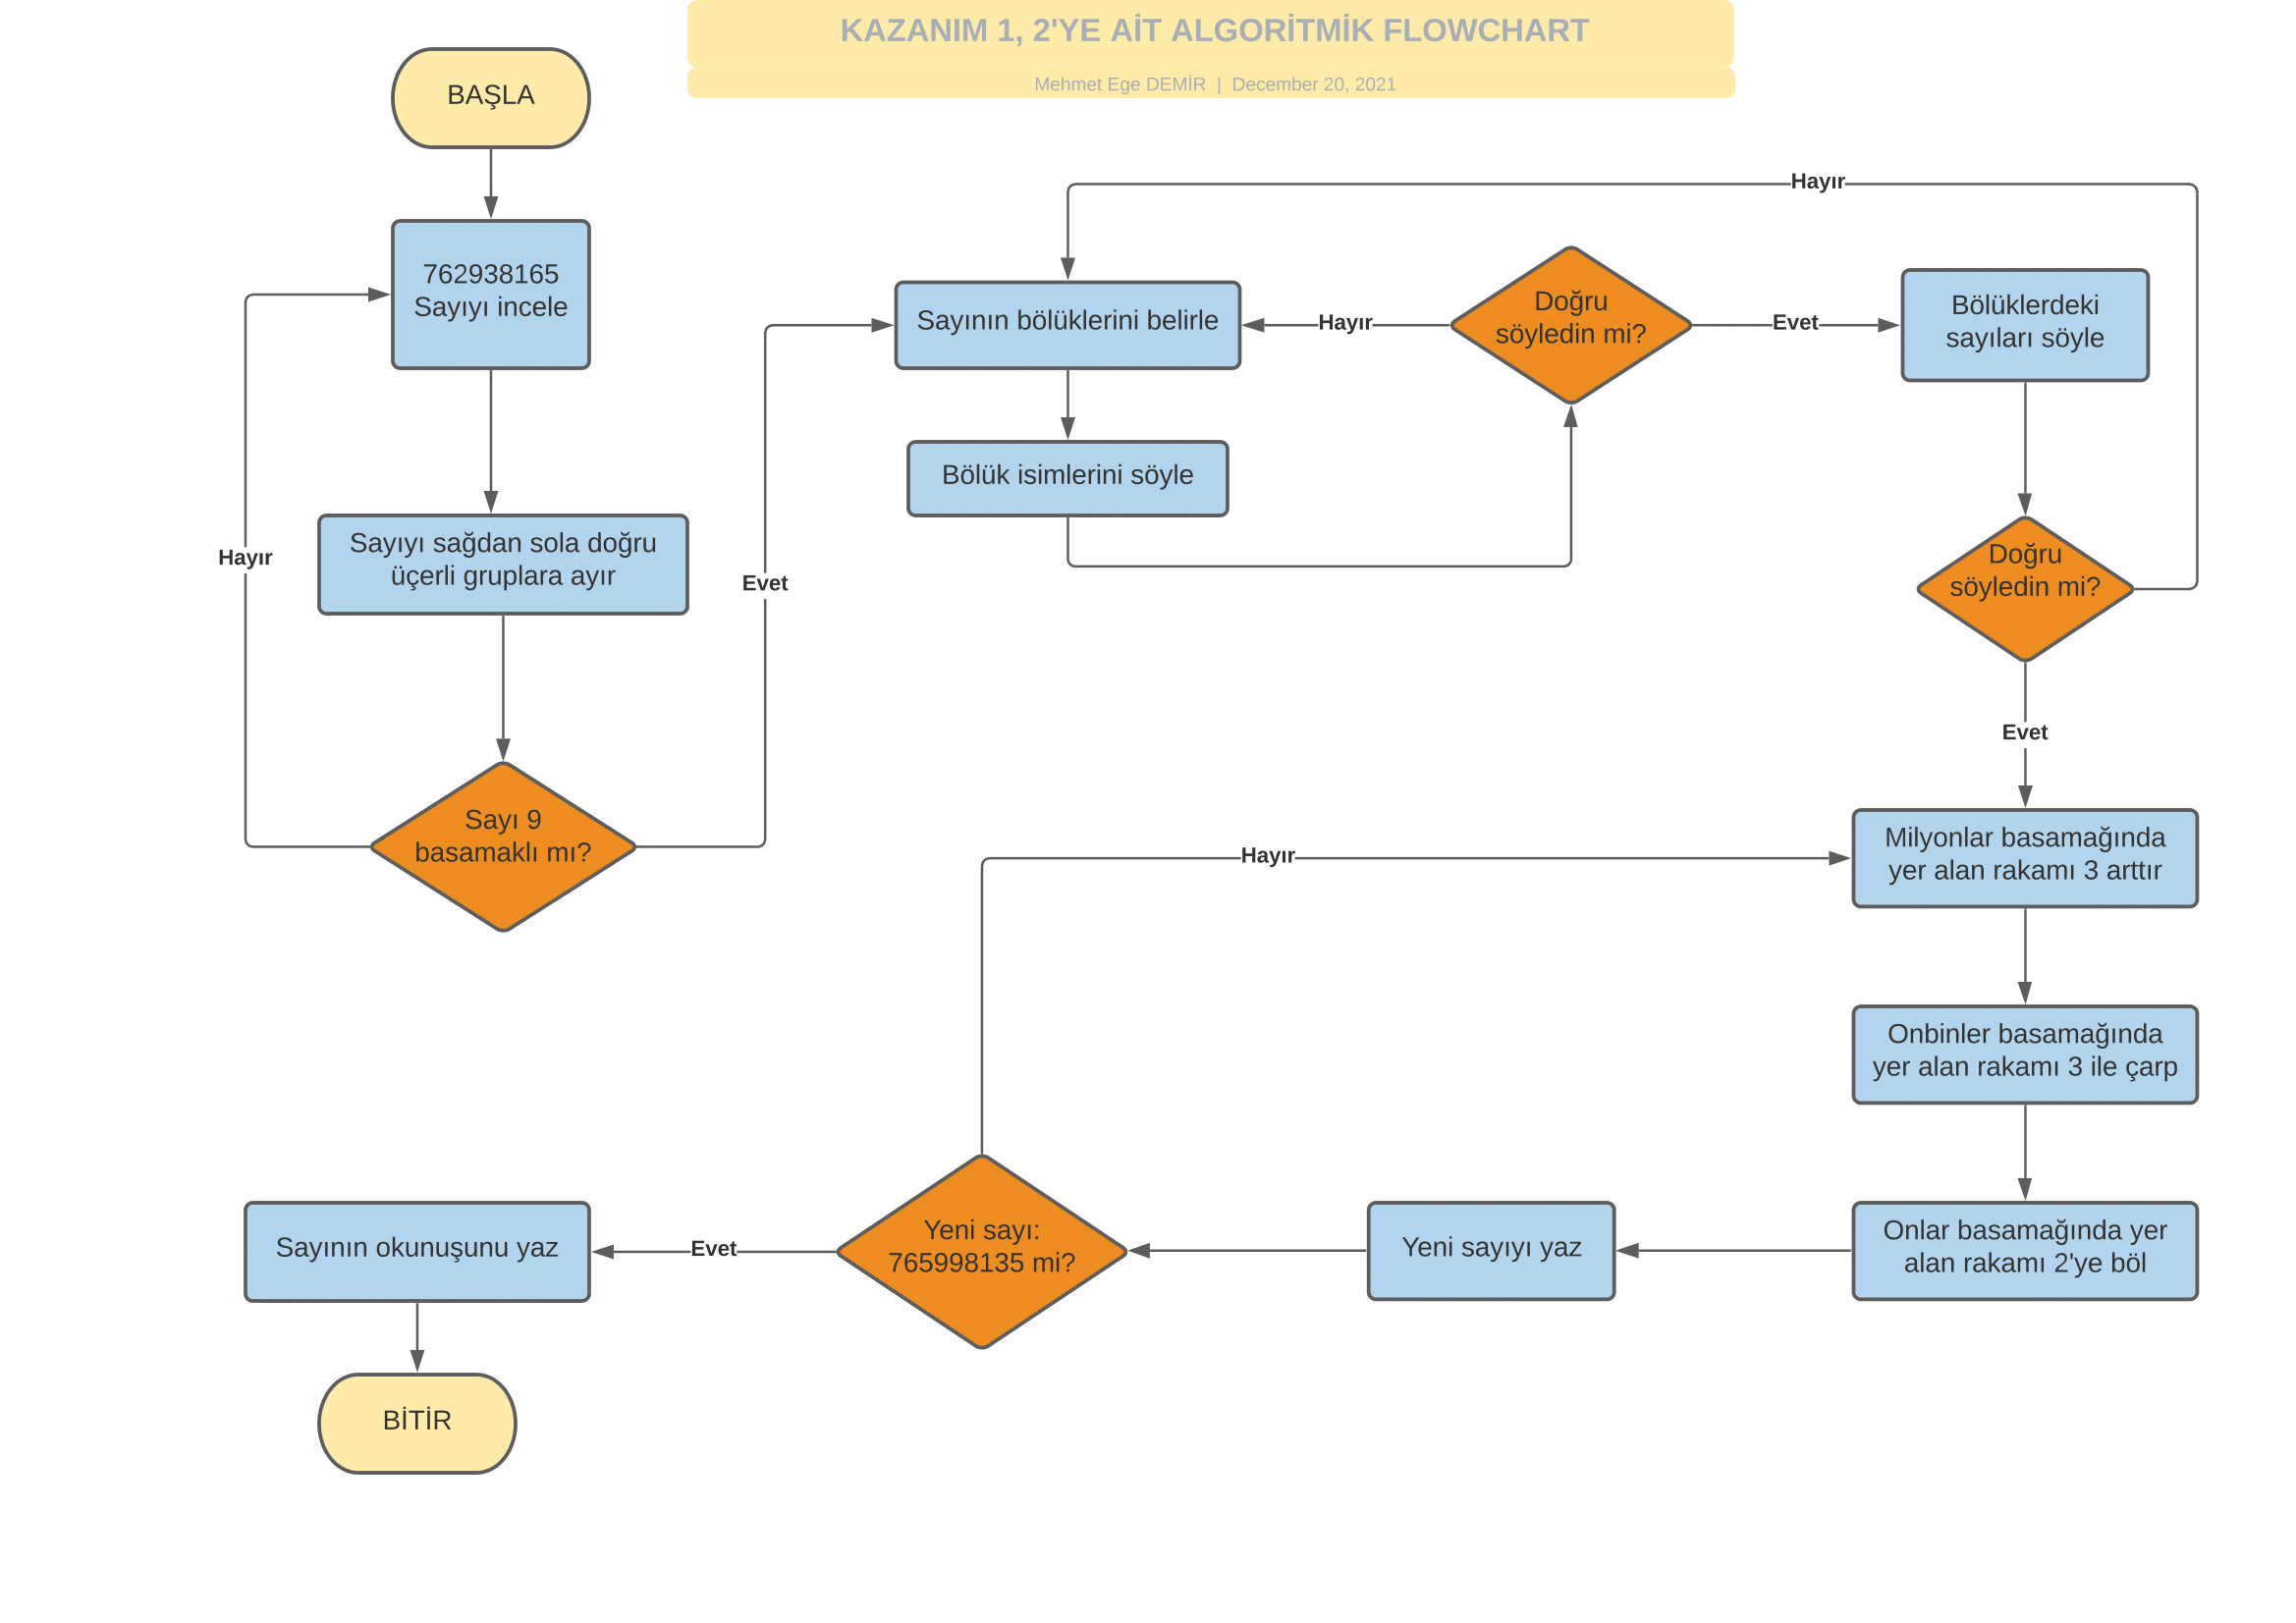 KAZANIM 1, 2'YE AİT ALGORİTMİK FLOWCHART
Mehmet Ege DEMİR | December 20, 2021
BAŞLA
762938165
Sayıyı incele
Sayıyı sağdan sola doğru
üçerli gruplara ayır
Sayı 9
basamaklı mı?
Hayır
Evet
Sayının bölüklerini belirle
Bölük isimlerini söyle
Doğru
söyledin mi?
Hayır
Evet
Bölüklerdeki
sayıları söyle
Doğru
söyledin mi?
Hayır
Evet
Milyonlar basamağında
yer alan rakamı 3 arttır
Onbinler basamağında
yer alan rakamı 3 ile çarp
Onlar basamağında yer
alan rakamı 2'ye böl
Yeni sayıyı yaz
Yeni sayı:
765998135 mi?
Hayır
Evet
Sayının okunuşunu yaz
BİTİR